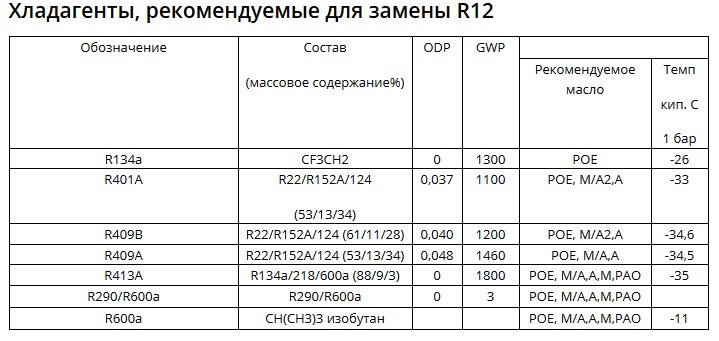 Хладагенты, рекомендуемые для замены R12
Обозначение Состав ODP GWP
(массовое содержание%)
Рекомендуемое Темп
масло
кип. С
1 бар
R134a CF3CH2 0 1300 POE -26
R401A R22/R152A/124 0,037 1100 POE, M/A2,A -33
(53/13/34)
R409B R22/R152A/124 (61/11/28) 0,040 1200 POE, M/A2,A -34,6
R409A R22/R152A/124 (53/13/34) 0,048 1460 POE, M/A,A -34,5
R413A R134a/218/600a (88/9/3) 0 1800 POE, M/A,A,M,PAO -35
R290/R600a R290/R600a 0 3 POE, M/A,A,M,PAO
R600a CH(CH3)3 изобутан POE, M/A,A,M,PAO -11